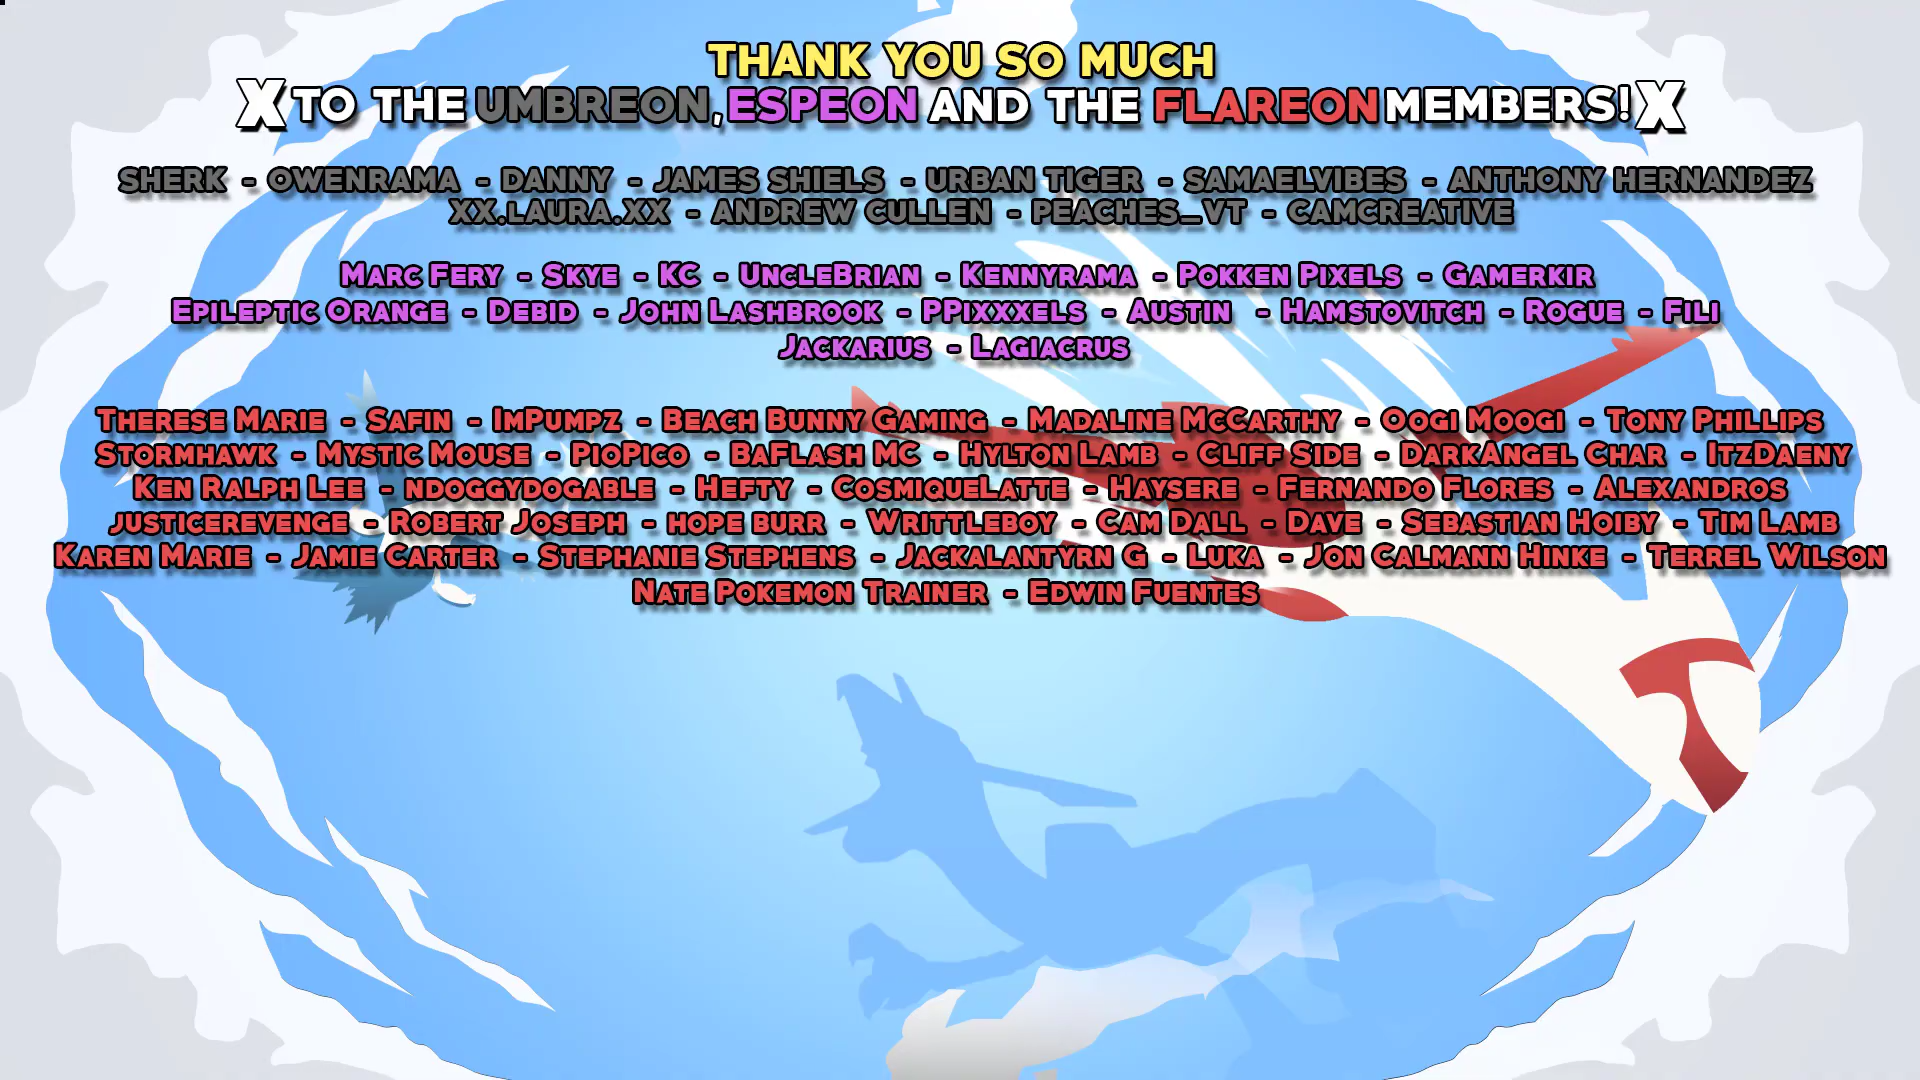 THANK YOU SO MUCH
X TO THE UMBREON, ESPEON AND THE FLAREON MEMBERS! X
SHERK - OWENRAMA - DANNY - JAMES SHIELS - URBAN TIGER - SAMAELVIBES - ANTHONY HERNANDEZ
XX.LAURA.XX - ANDREW CULLEN - PEACHES_VT - CAMCREATIVE
Marc Fery - Skye - KC - UncleBrian - Kennyrama - Pokken Pixels - Gamerkir
Epileptic Orange - Debid - John Lashbrook - PPixxxels - Austin - Hamstovitch - Rogue - Fili
Jackarius - Lagiacrus
Therese Marie - Safin - ImPumpz - Beach Bunny Gaming - Madaline McCarthy - Oogi Moogi - Tony Phillips
Stormhawk - Mystic Mouse - PioPico - BaFlash MC - Hylton Lamb - Cliff Side - DarkAngel Char - ItzDaeny
Ken Ralph Lee - ndoggydogable - Hefty - CosmiqueLatte - Haysere - Fernando Flores - Alexandros
justicerevenge - Robert Joseph - hope burr - Writtleboy - Cam Dall - Dave - Sebastian Hoiby - Tim Lamb
Karen Marie - Jamie Carter - Stephanie Stephens - Jackalantyrn G - Luka - Jon Calmann Hinke - Terrel Wilson
Nate Pokemon Trainer - Edwin Fuentes